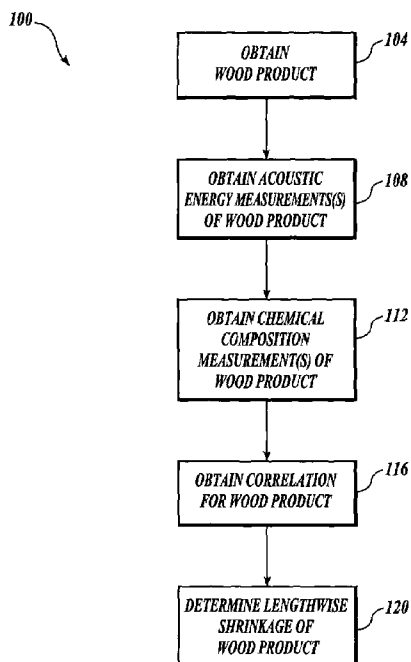 100
OBTAIN
WOOD PRODUCT
104
OBTAIN ACOUSTIC
ENERGY MEASUREMENTS(S)
OF WOOD PRODUCT
108
OBTAIN CHEMICAL
COMPOSITION
MEASUREMENT(S) OF
WOOD PRODUCT
112
OBTAIN CORRELATION
FOR WOOD PRODUCT
116
DETERMINE LENGTHWISE
SHRINKAGE OF
WOOD PRODUCT
120